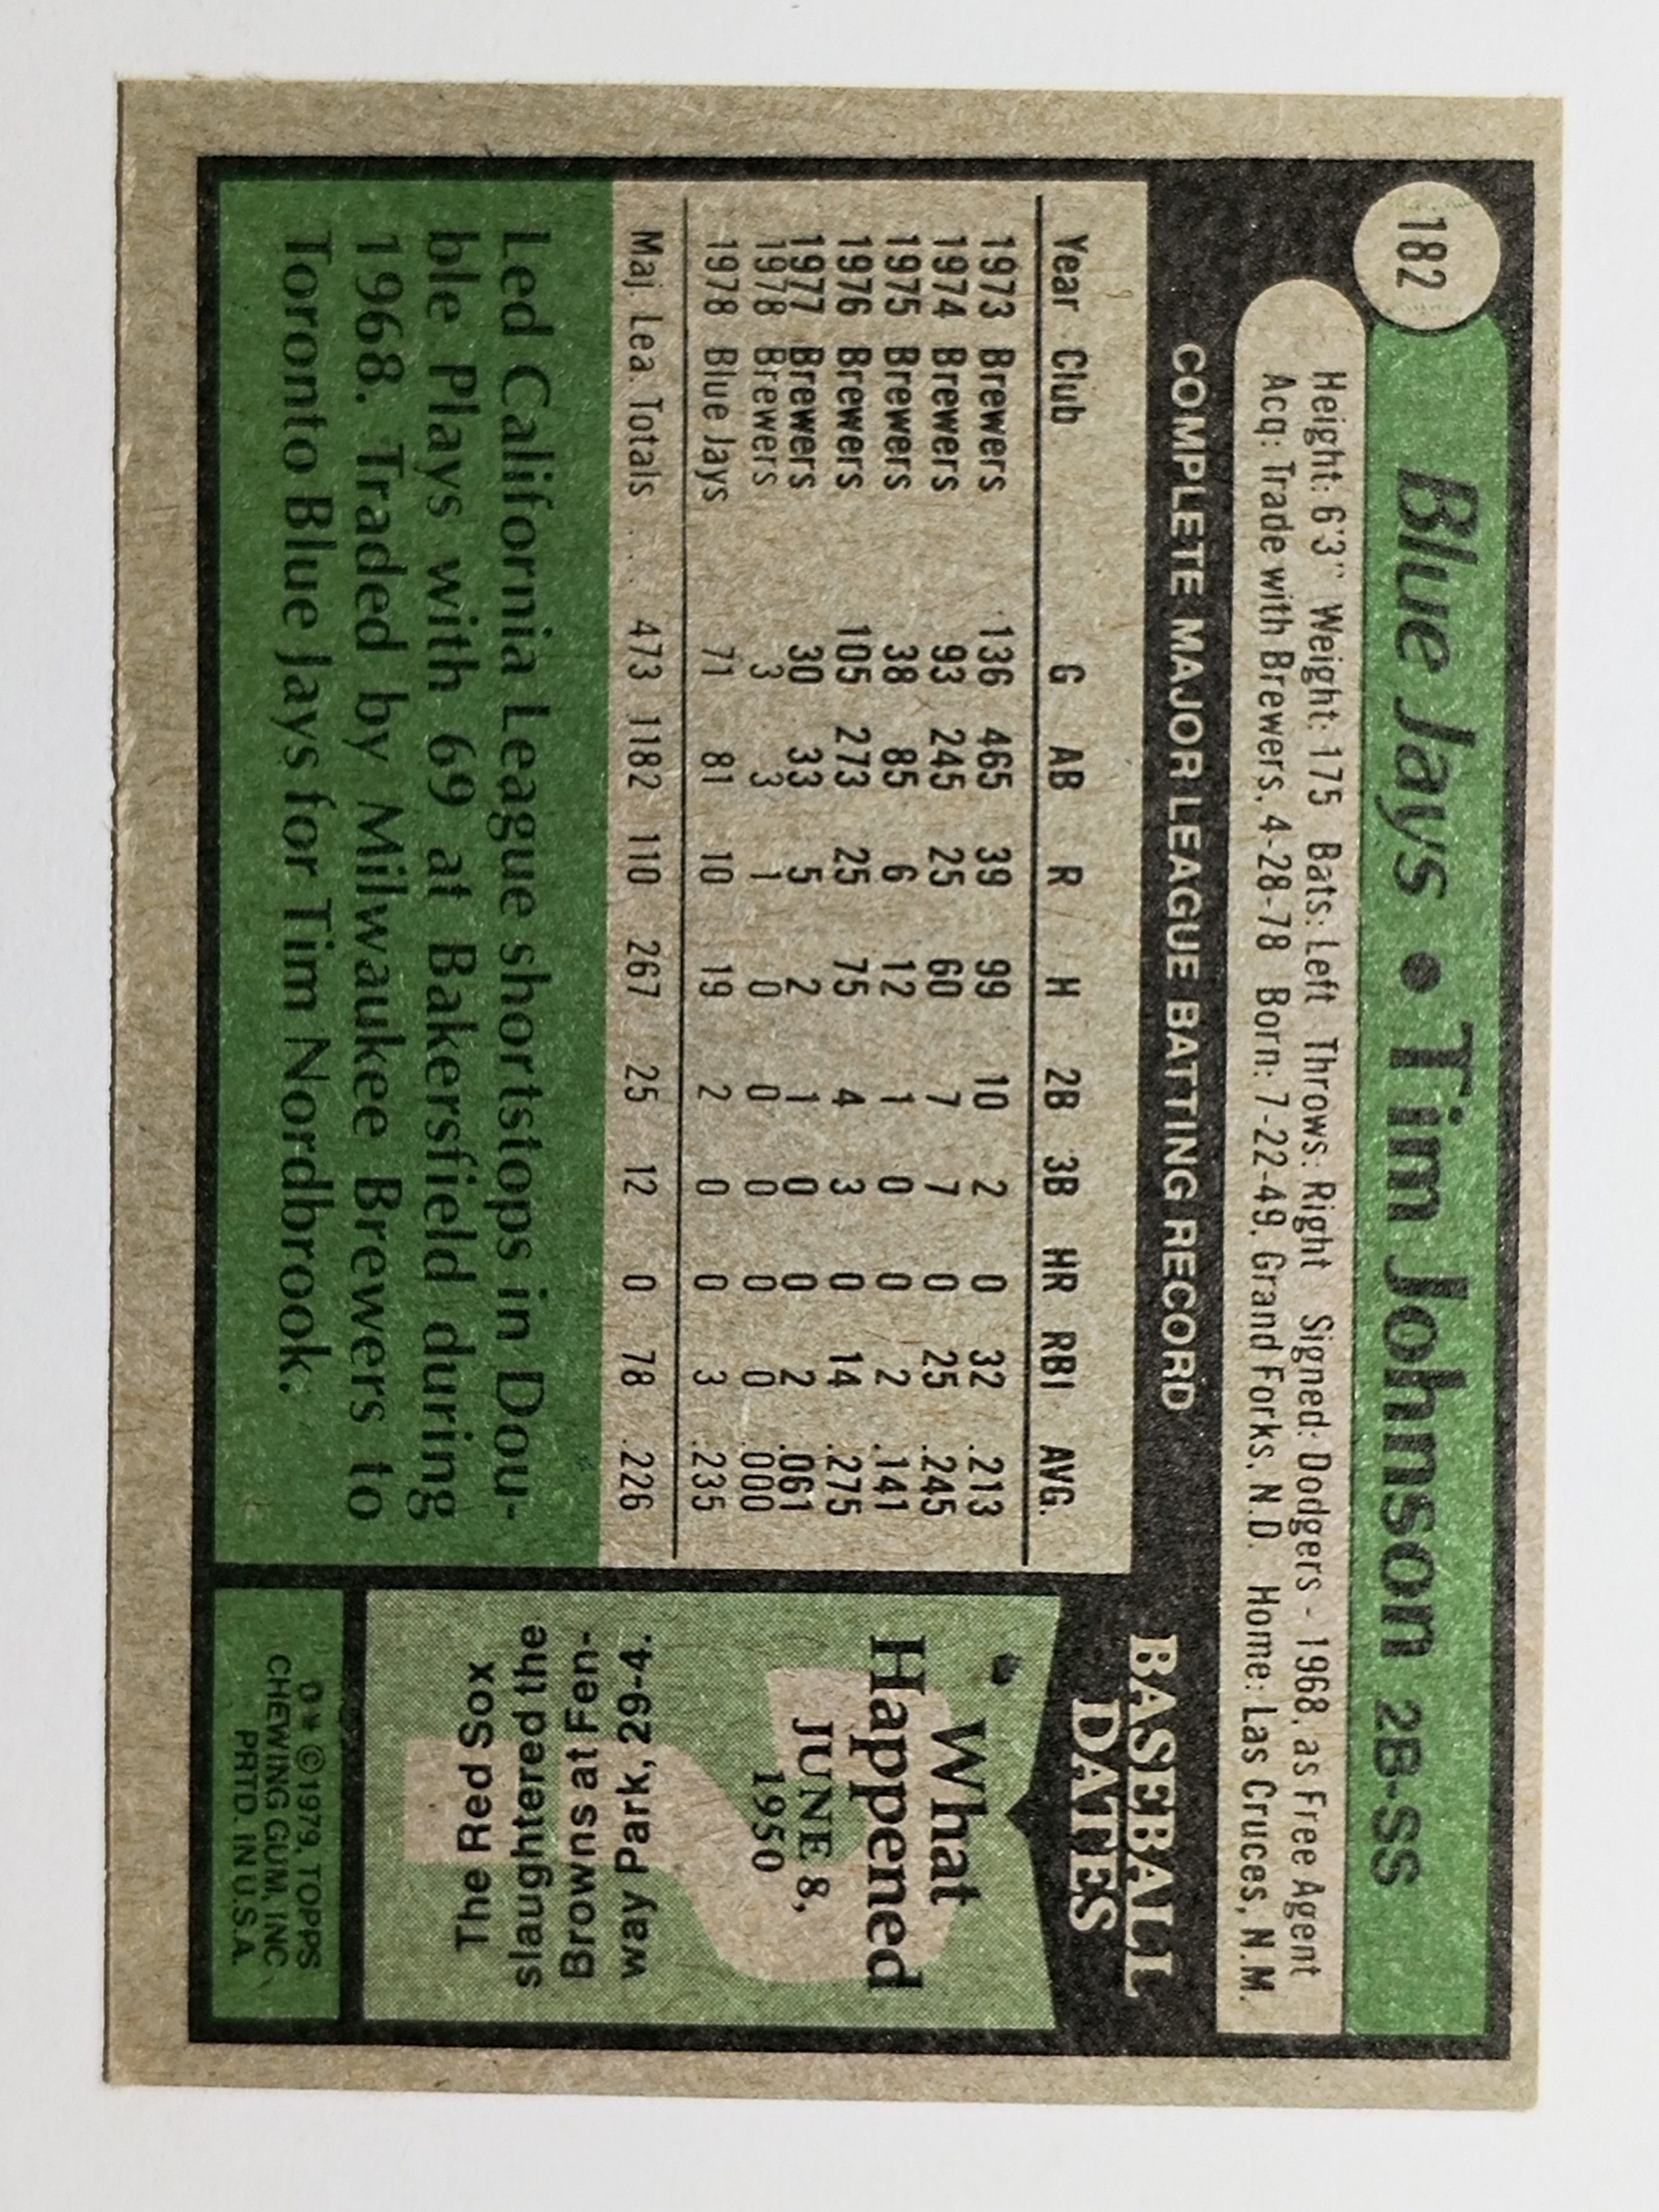 182
Blue Jays • Tim Johnson 2B-SS
Height: 6'3" Weight: 175 Bats: Left Throws: Right Signed: Dodgers - 1968, as Free Agent
Acq: Trade with Brewers, 4-28-78 Born: 7-22-49, Grand Forks, N.D. Home: Las Cruces, N.M.
COMPLETE MAJOR LEAGUE BATTING RECORD
Year Club G AB R H 2B 3B HR RBI AVG.
1973 Brewers 136 465 39 99 10 2 0 32 .213
1974 Brewers 93 245 25 60 7 7 0 25 .245
1975 Brewers 38 85 6 12 1 0 0 2 .141
1976 Brewers 105 273 25 75 4 3 0 14 .275
1977 Brewers 30 33 5 2 1 0 0 2 .061
1978 Brewers 3 3 1 0 0 0 0 0 .000
1978 Blue Jays 71 81 10 19 2 0 0 3 .235
Maj. Lea. Totals . . 473 1182 110 267 25 12 0 78 .226
Led California League shortstops in Dou-
ble Plays with 69 at Bakersfield during
1968. Traded by Milwaukee Brewers to
Toronto Blue Jays for Tim Nordbrook.
BASEBALL
DATES
What
Happened
JUNE 8,
1950
The Red Sox
slaughtered the
Browns at Fen-
way Park, 29-4.
D* ©1979, TOPPS
CHEWING GUM, INC
PRTD. IN U.S.A.